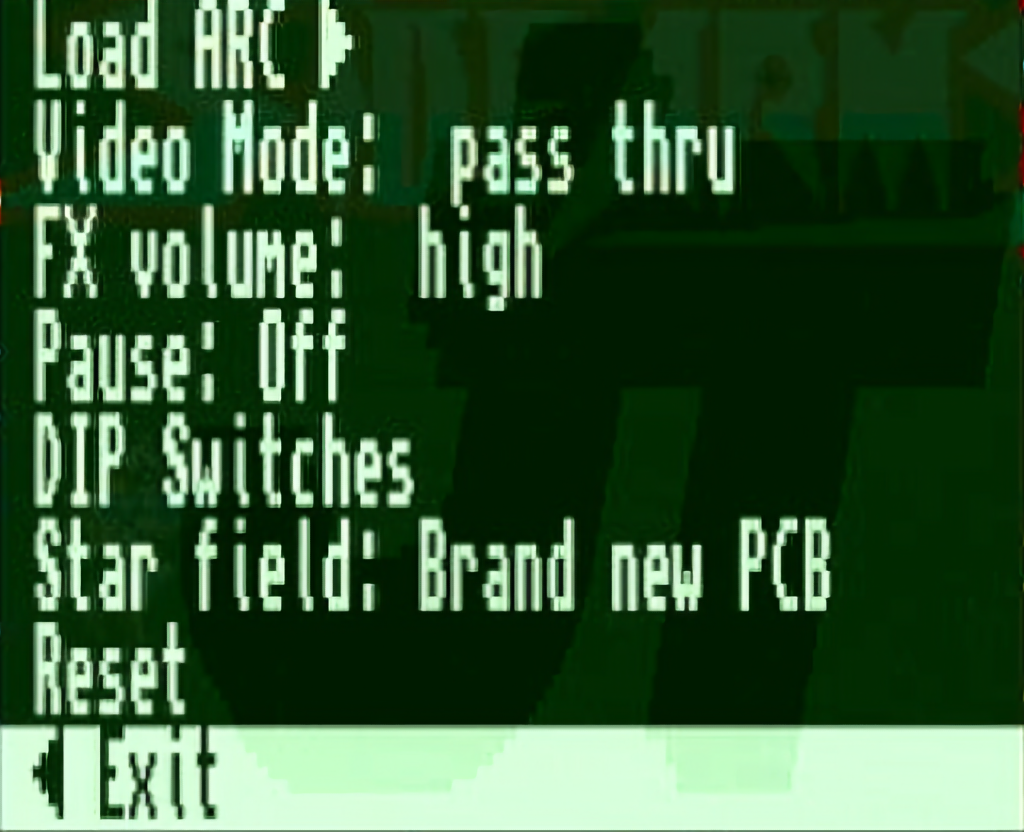 Load ARC
Video Mode: pass thru
FX volume: high
Pause: Off
DIP Switches
Star field: Brand new PCB
Reset
Exit